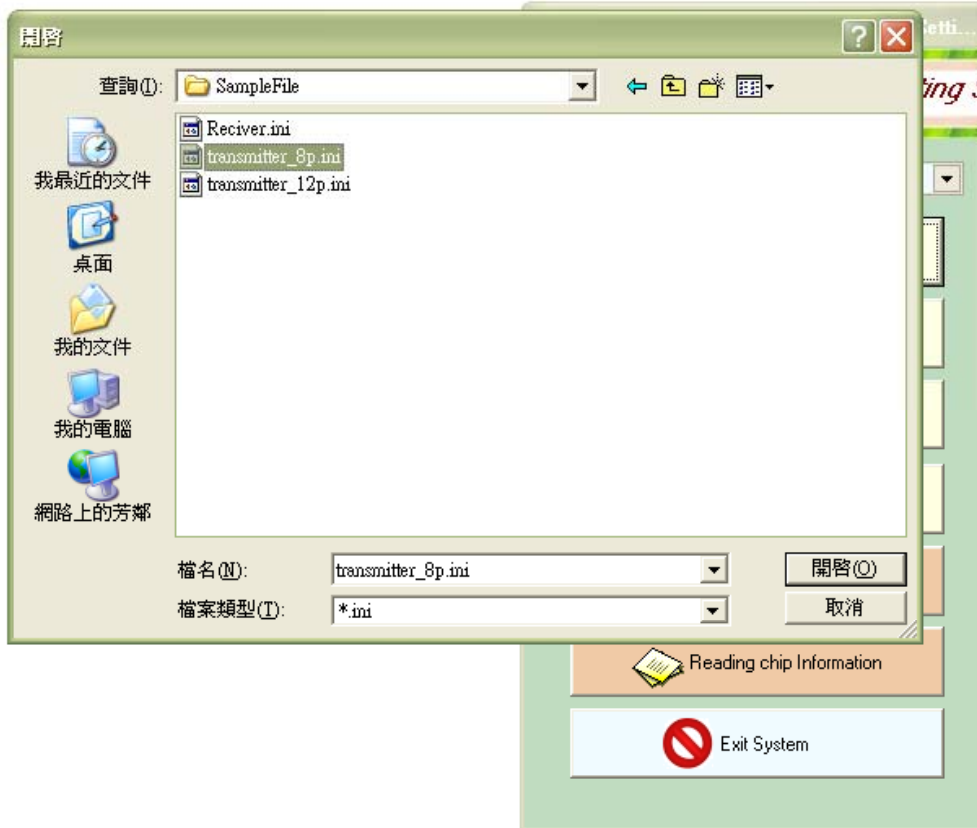 開啓
etti...
查詢(I):
SampleFile
ting S
Reciver.ini
transmitter_8p.ini
transmitter_12p.ini
我最近的文件
桌面
我的文件
我的電腦
網路上的芳鄰
檔名(N):
transmitter_8p.ini
開啓(O)
檔案類型(T):
*.ini
取消
Reading chip Information
Exit System